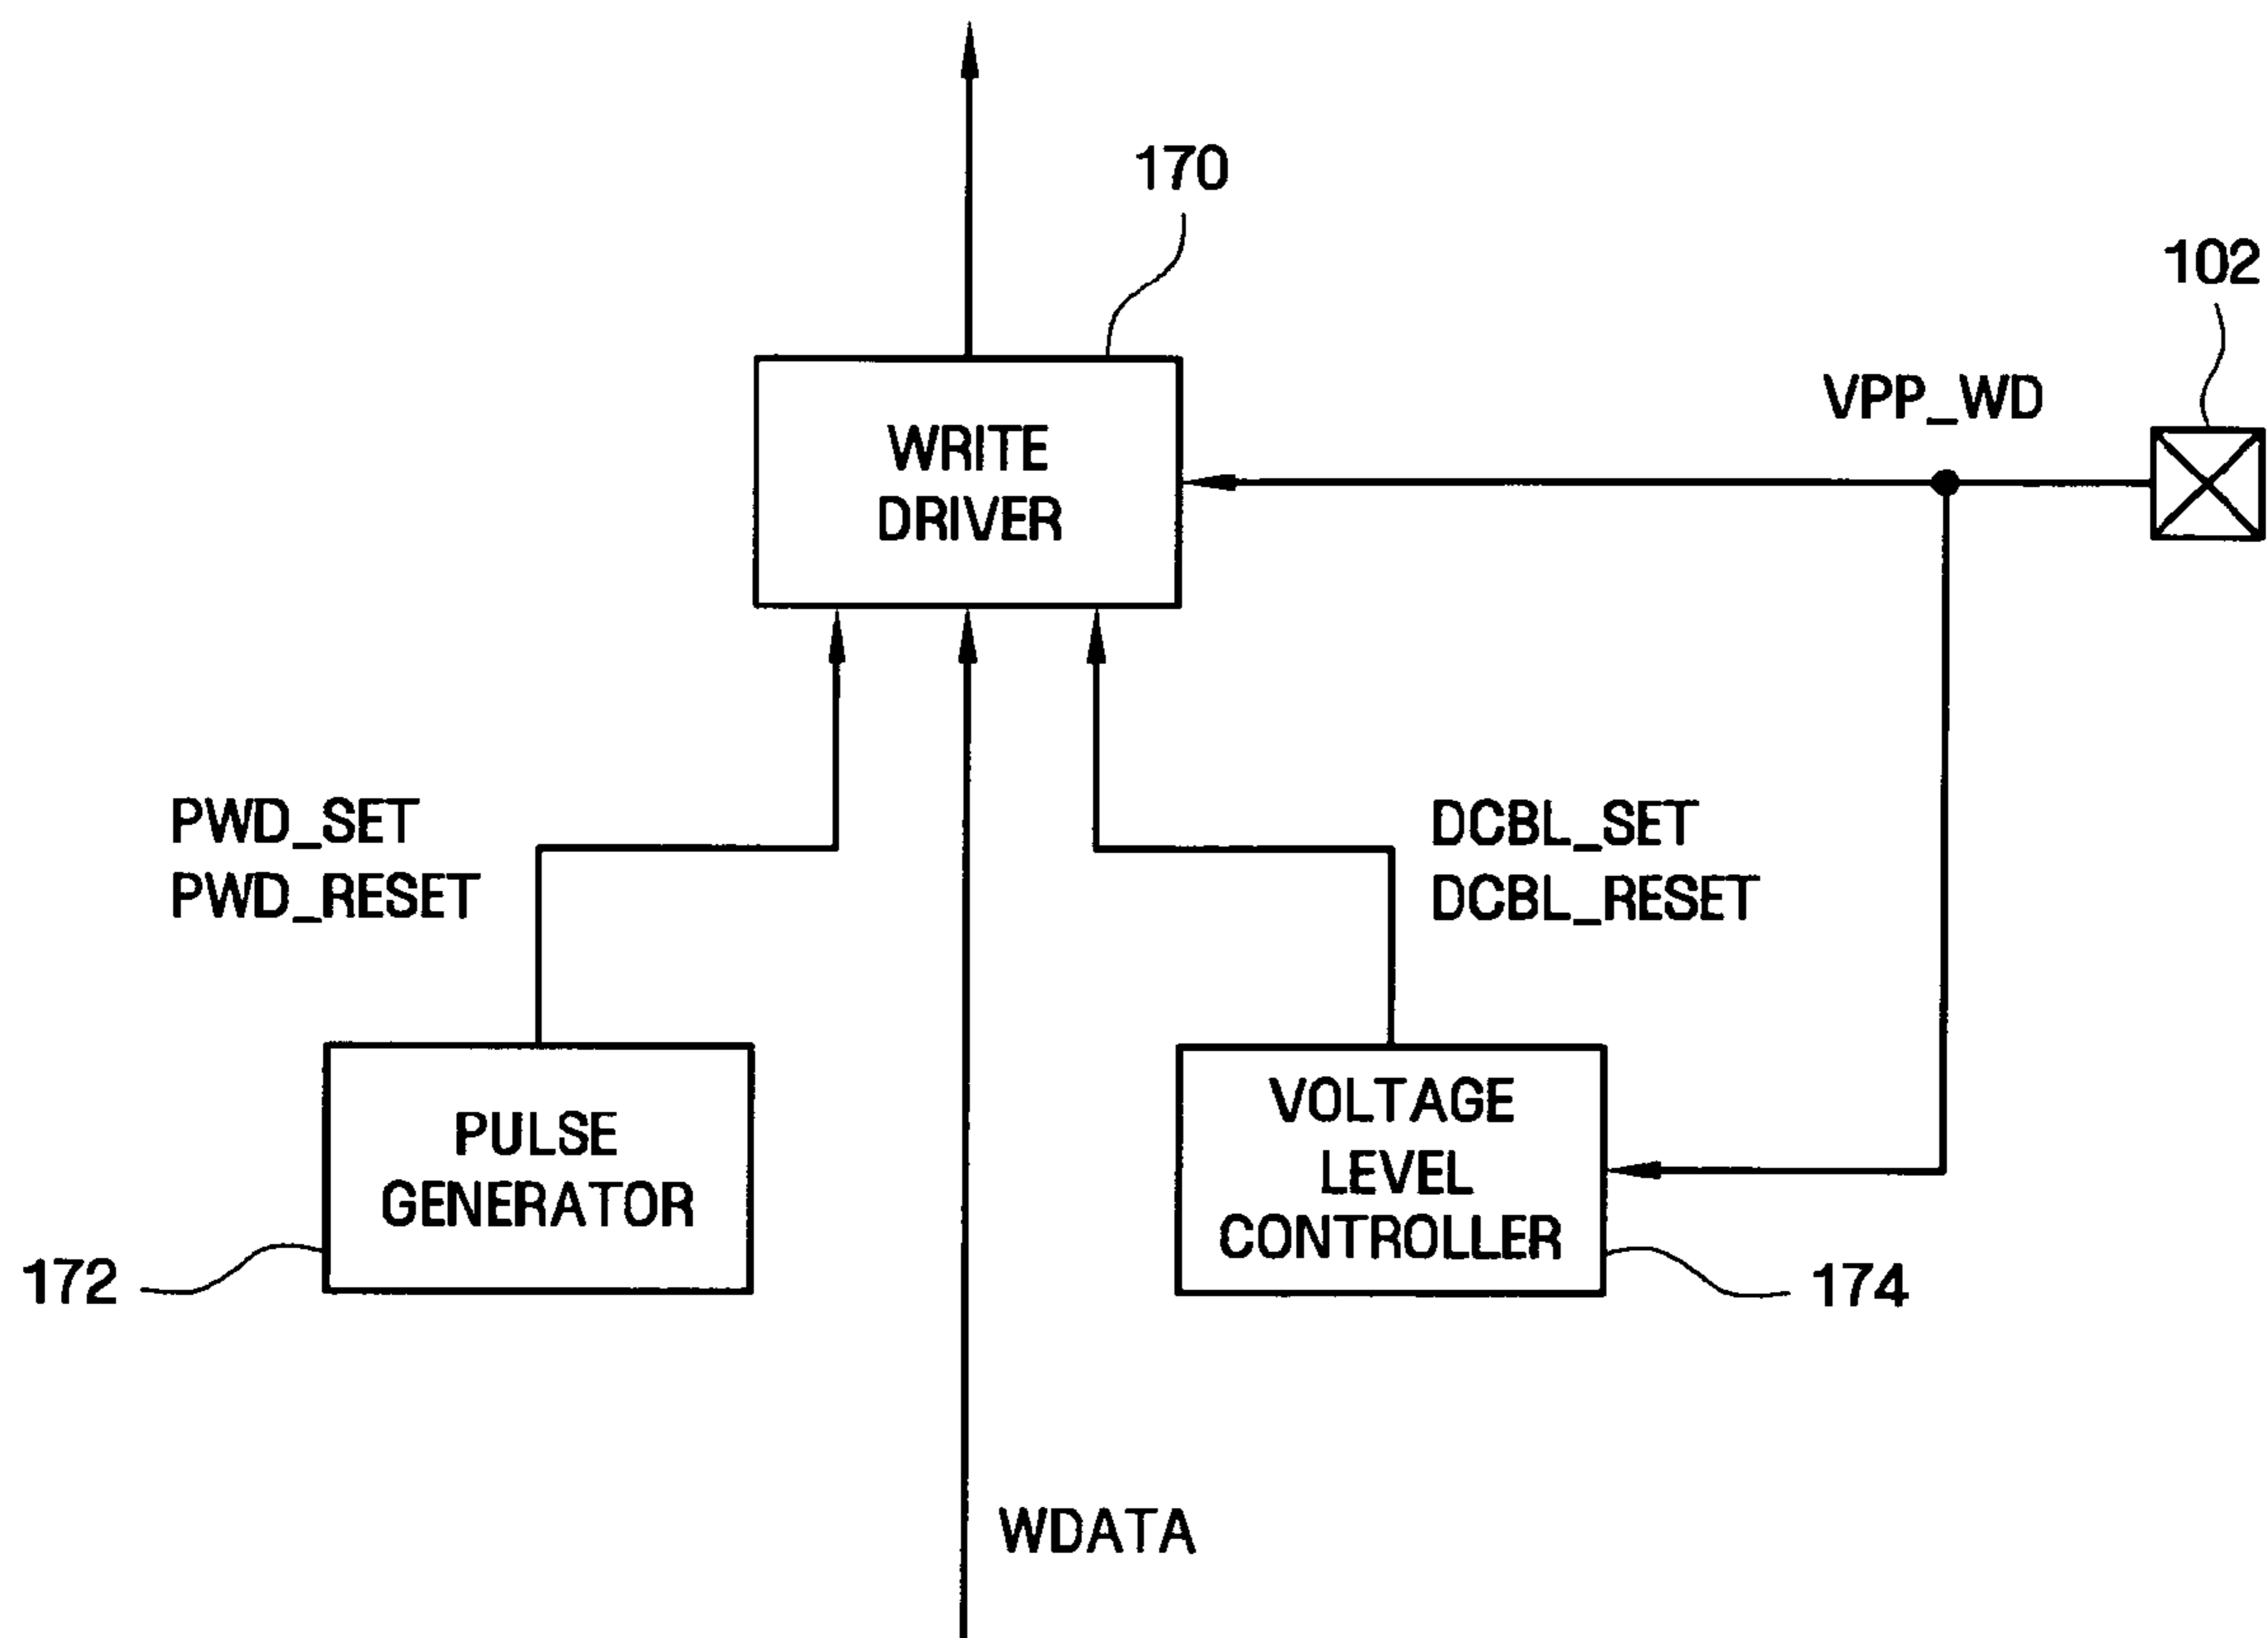 170
102
VPP_WD
WRITE
DRIVER
PWD_SET
PWD_RESET
DCBL_SET
DCBL_RESET
PULSE
GENERATOR
VOLTAGE
LEVEL
CONTROLLER
172
174
WDATA